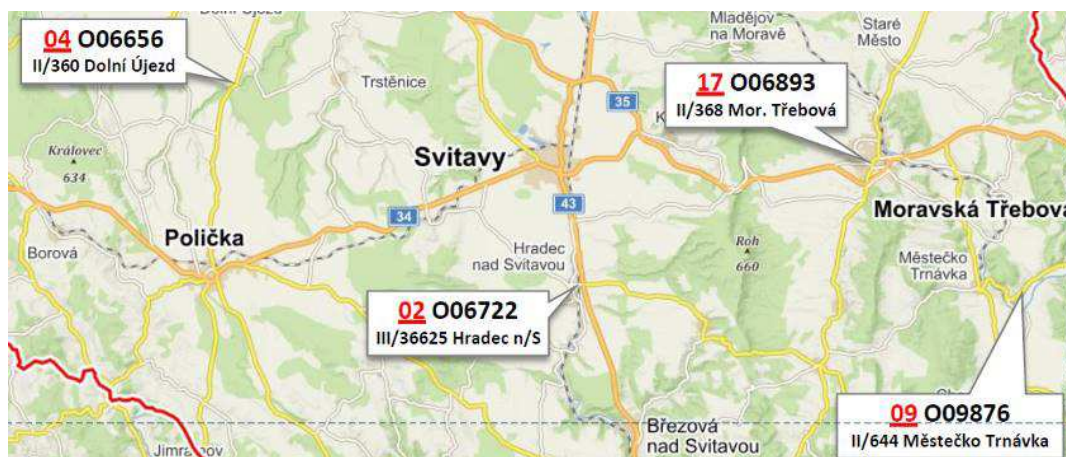 04 O06656
II/360 Dolní Újezd
Mladějov
na Moravě
Staré
Město
Trstěnice
35
17 O06893
II/368 Mor. Třebová
Královec
634
Svitavy
34
43
Moravská Třebová
Polička
Borová
Hradec
nad Svitavou
Roh
660
Městečko
Trnávka
02 O06722
III/36625 Hradec n/S
09 O09876
II/644 Městečko Trnávka
Březová
nad Svitavou